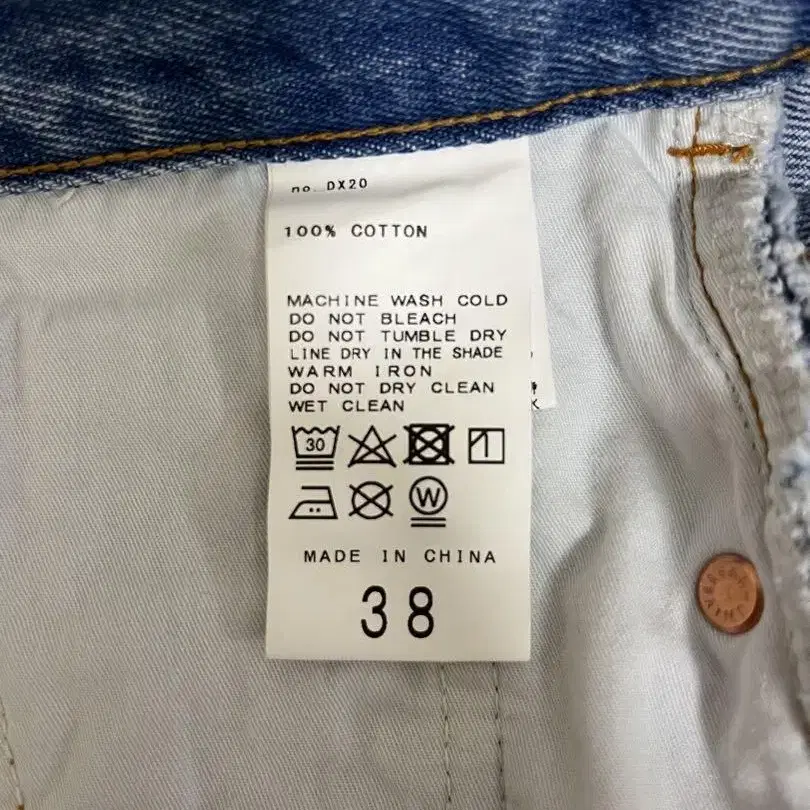 no. DX20
100% COTTON
MACHINE WASH COLD
DO NOT BLEACH
DO NOT TUMBLE DRY
LINE DRY IN THE SHADE
WARM IRON
DO NOT DRY CLEAN
WET CLEAN
30
W
MADE IN CHINA
38